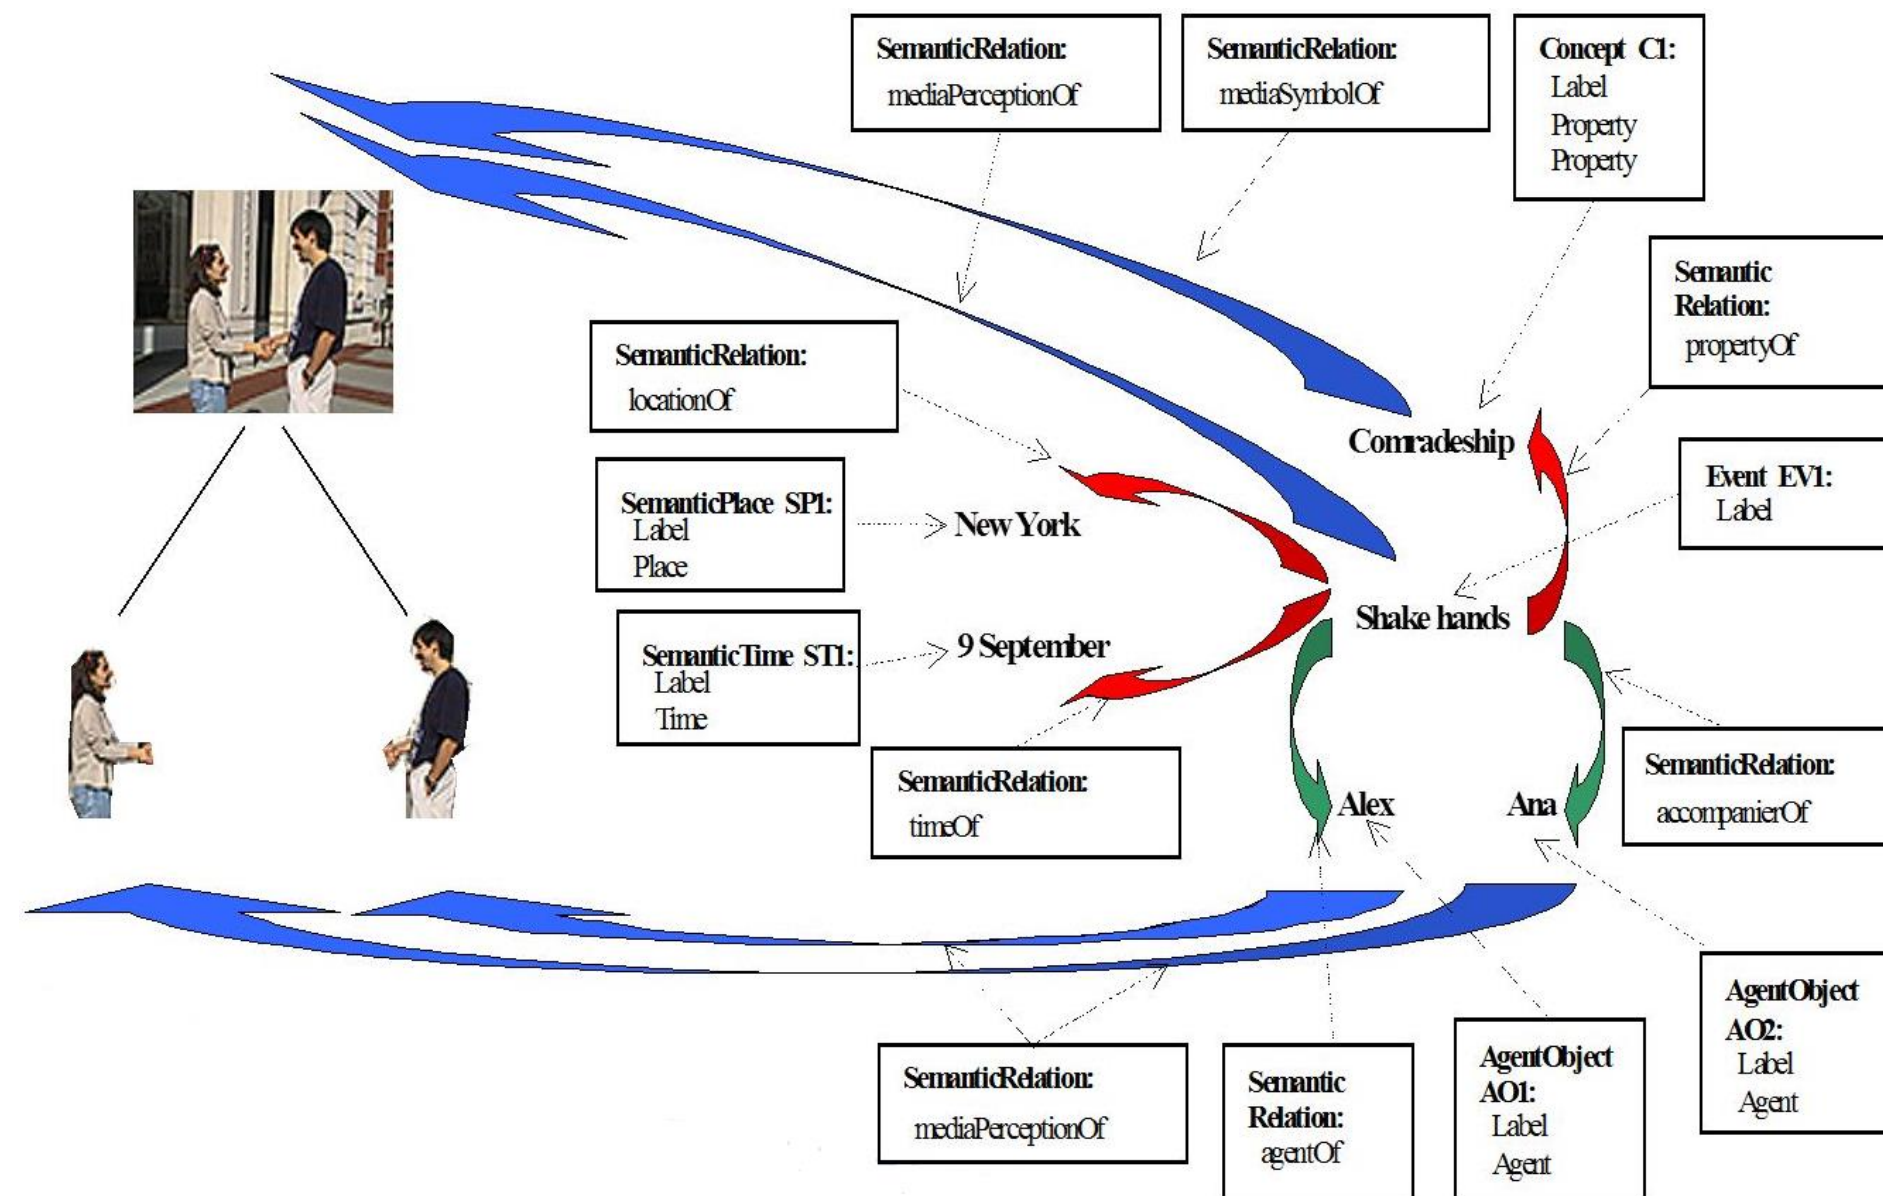 SemanticRelation:
mediaPerceptionOf
SemanticRelation:
mediaSymbolOf
Concept C1:
Label
Property
Property
Semantic
Relation:
propertyOf
SemanticRelation:
locationOf
Comradeship
Event EV1:
Label
SemanticPlace SP1:
Label
Place
New York
Shake hands
SemanticTime ST1:
Label
Time
9 September
SemanticRelation:
timeOf
Alex
Ana
SemanticRelation:
accompanierOf
SemanticRelation:
mediaPerceptionOf
Semantic
Relation:
agentOf
AgentObject
AO1:
Label
Agent
AgentObject
AO2:
Label
Agent